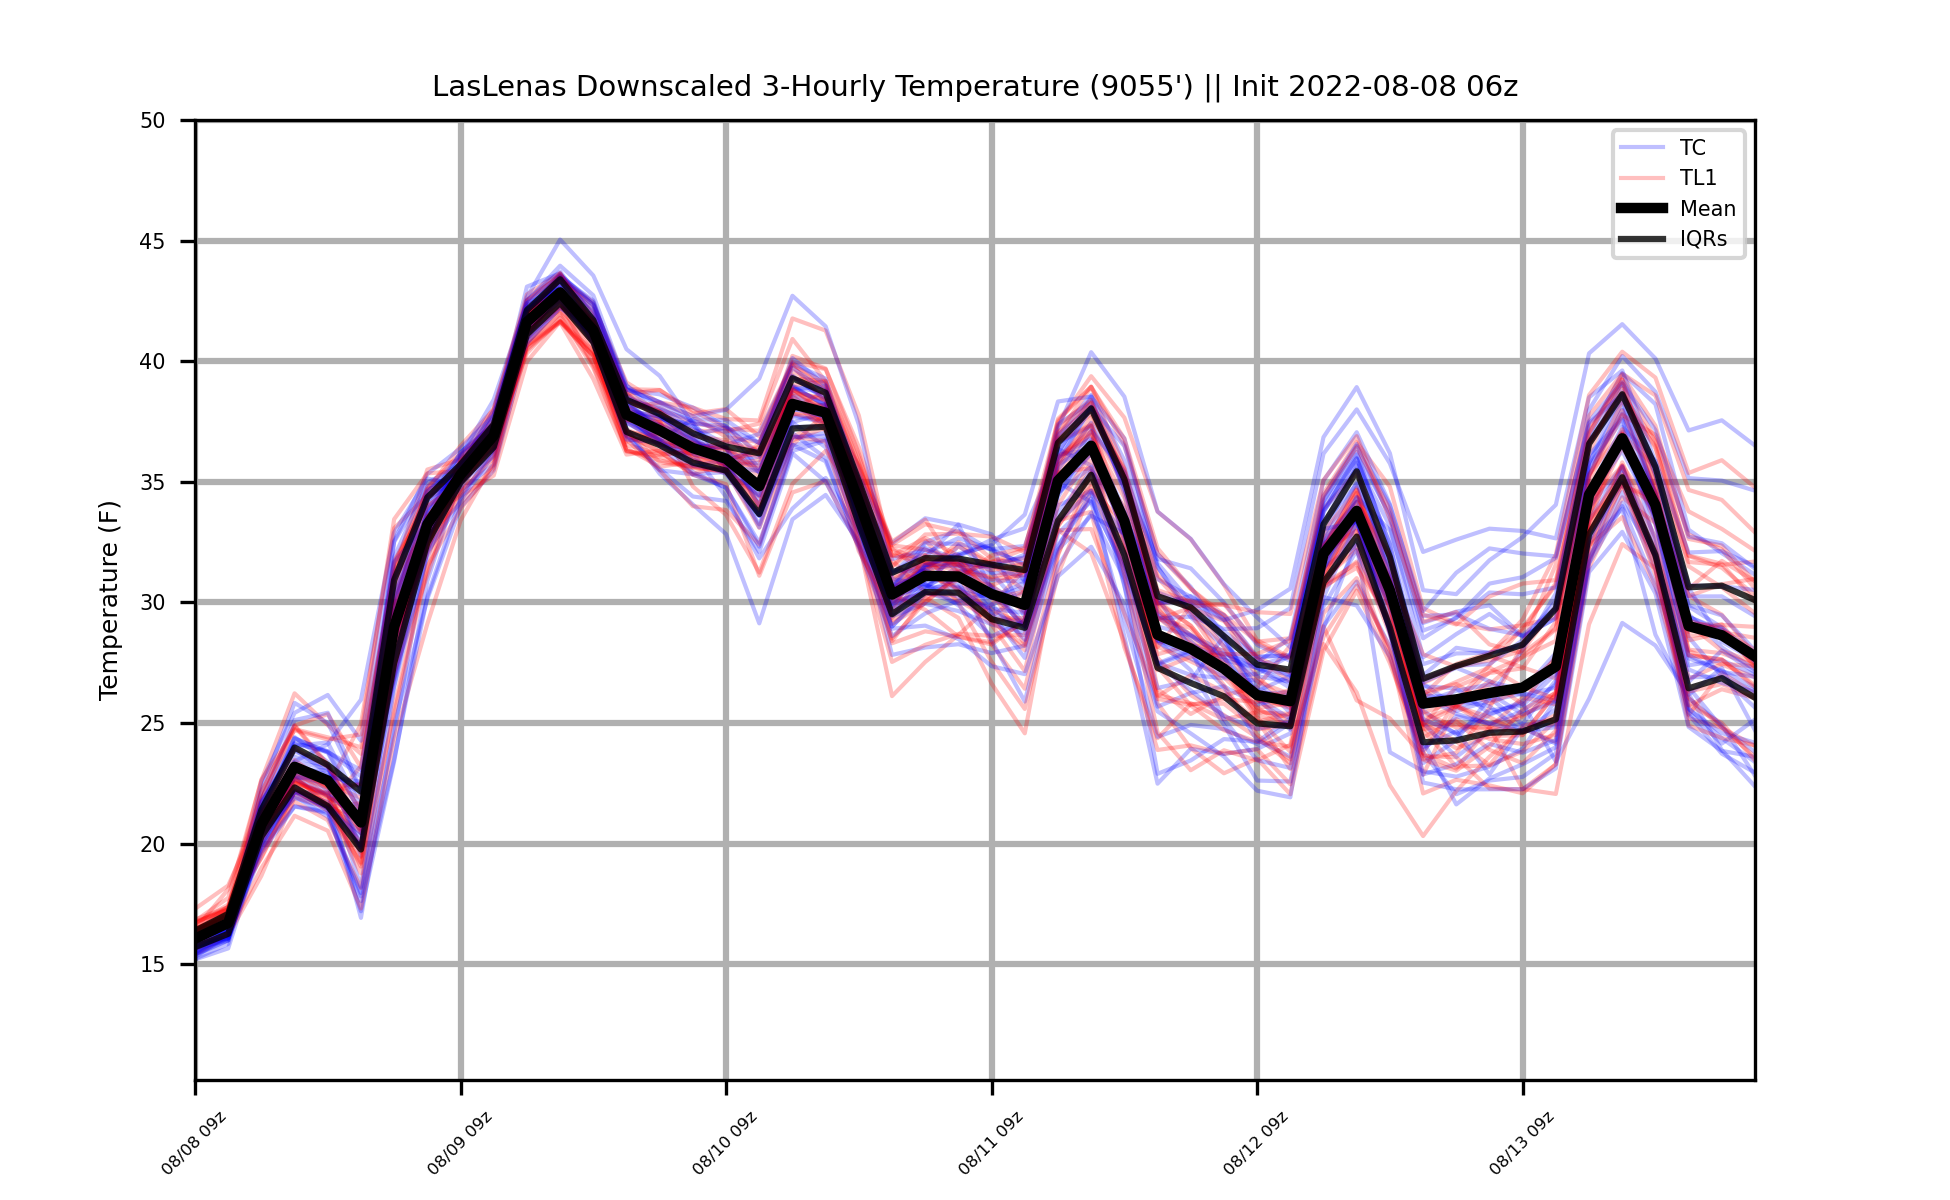 LasLenas Downscaled 3-Hourly Temperature (9055') || Init 2022-08-08 06z
Temperature (F)
50
45
40
35
30
25
20
15
TC
TL1
Mean
IQRs
08/08 09z
08/09 09z
08/10 09z
08/11 09z
08/12 09z
08/13 09z